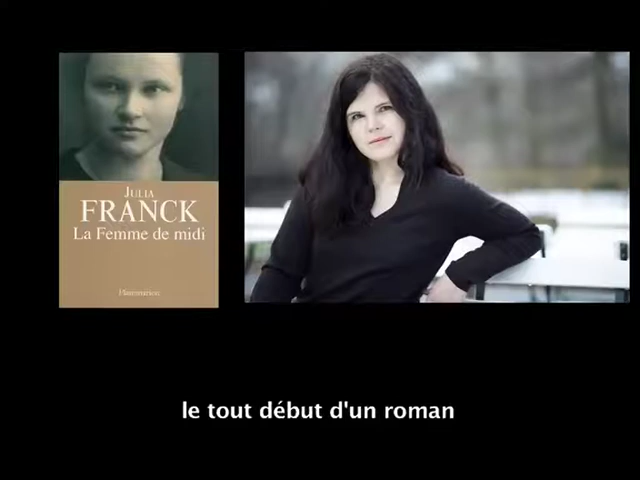 JULIA
FRANCK
La Femme de midi
Flammarion
le tout début d'un roman